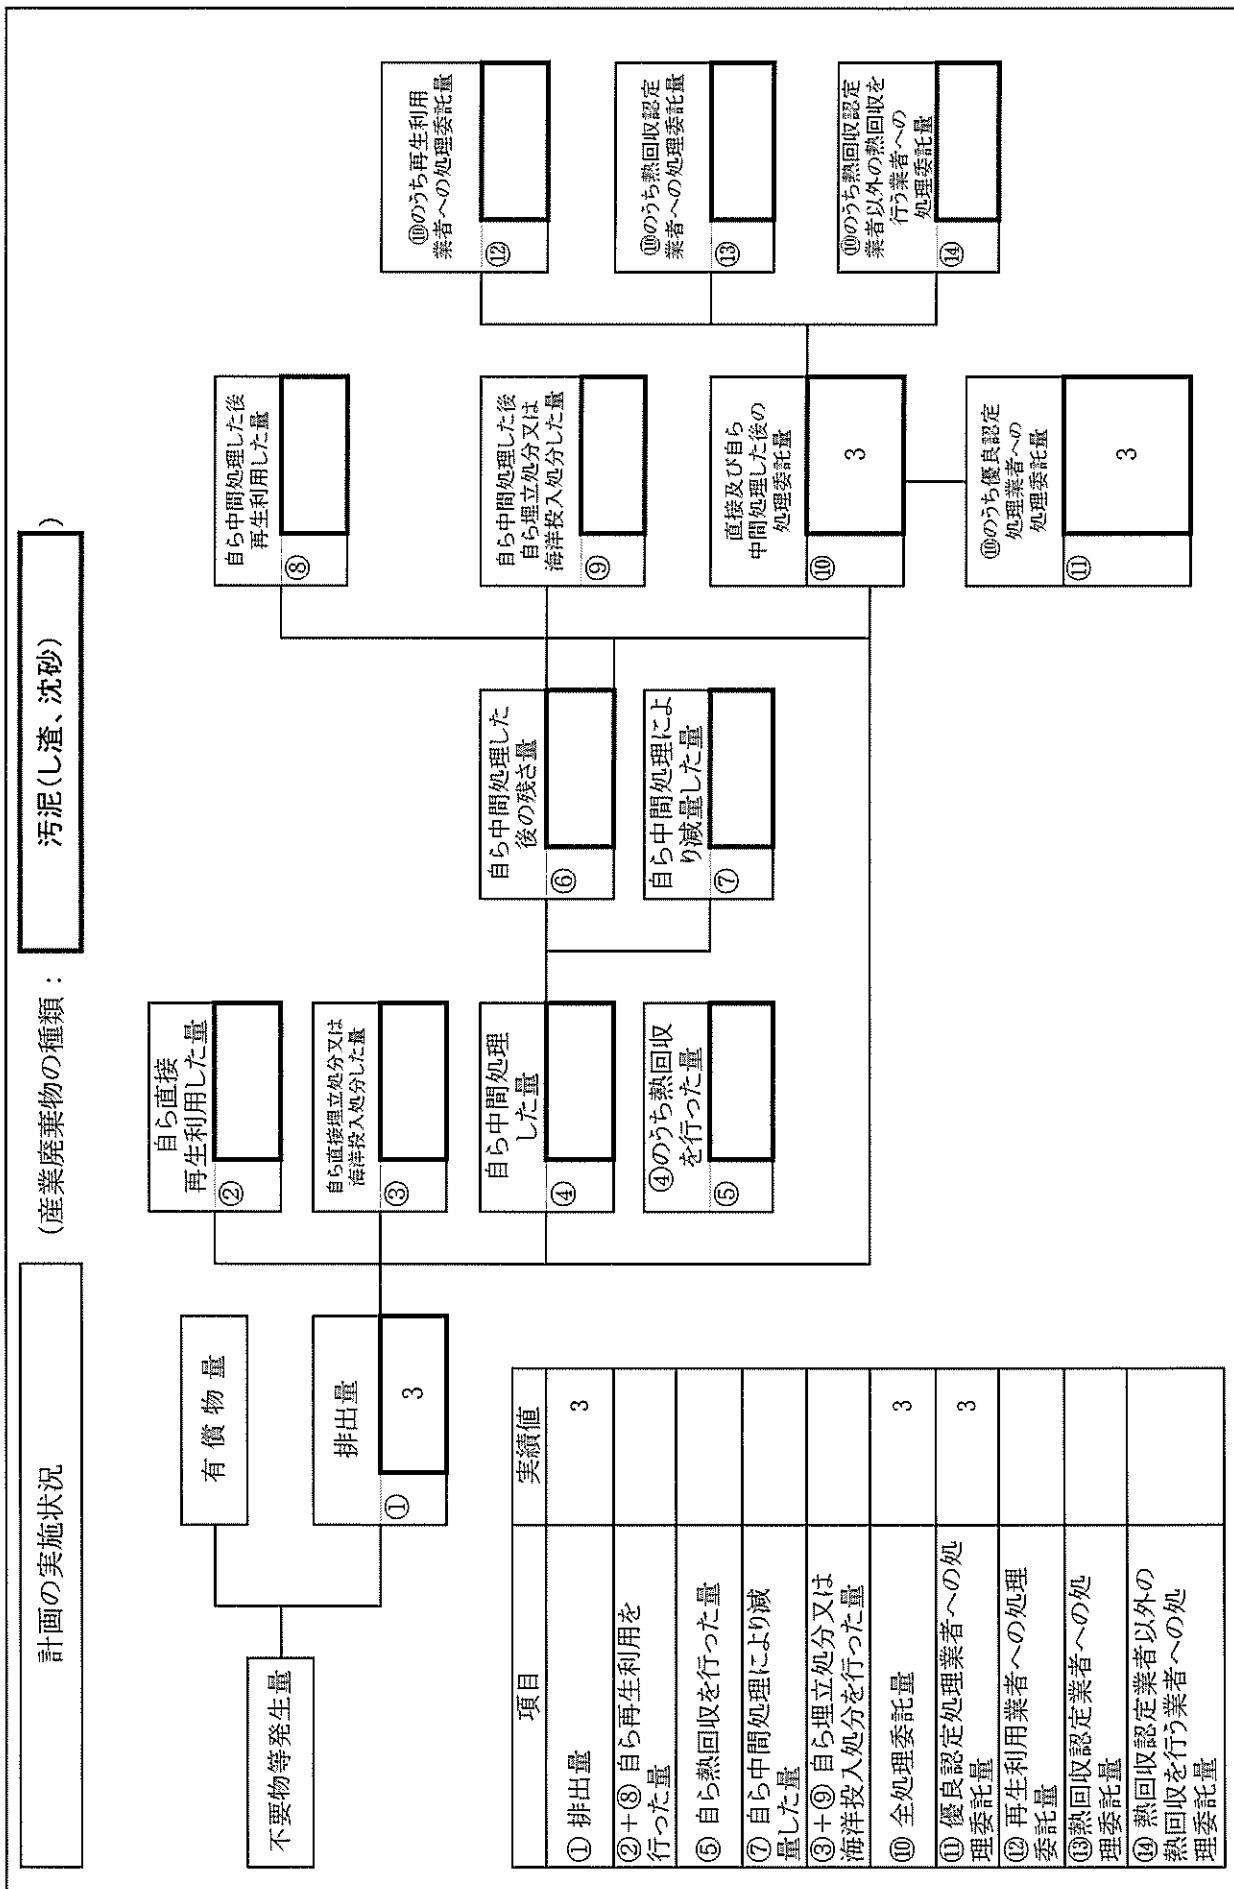 計画の実施状況
(産業廃棄物の種類：
汚泥(し渣、沈砂)
)
不要物等発生量
有償物量
排出量
①
3
自ら直接
再生利用した量
②
自ら直接埋立処分又は
海洋投入処分した量
③
自ら中間処理
した量
④
④のうち熱回収
を行った量
⑤
自ら中間処理した
後の残さ量
⑥
自ら中間処理によ
り減量した量
⑦
自ら中間処理した後
再生利用した量
⑧
自ら中間処理した後
自ら埋立処分又は
海洋投入処分した量
⑨
直接及び自ら
中間処理した後の
処理委託量
⑩
3
⑩のうち優良認定
処理業者への
処理委託量
⑪
3
⑩のうち再生利用
業者への処理委託量
⑫
⑩のうち熱回収認定
業者への処理委託量
⑬
⑩のうち熱回収認定
業者以外の熱回収を
行う業者への
処理委託量
⑭
項目 実績値
①排出量 3
②+⑧自ら再生利用を
行った量
⑤自ら熱回収を行った量
⑦自ら中間処理により減
量した量
③+⑨自ら埋立処分又は
海洋投入処分を行った量
⑩全処理委託量 3
⑪優良認定処理業者への処
理委託量 3
⑫再生利用業者への処理
委託量
⑬熱回収認定業者への処
理委託量
⑭熱回収認定業者以外の
熱回収を行う業者への処
理委託量